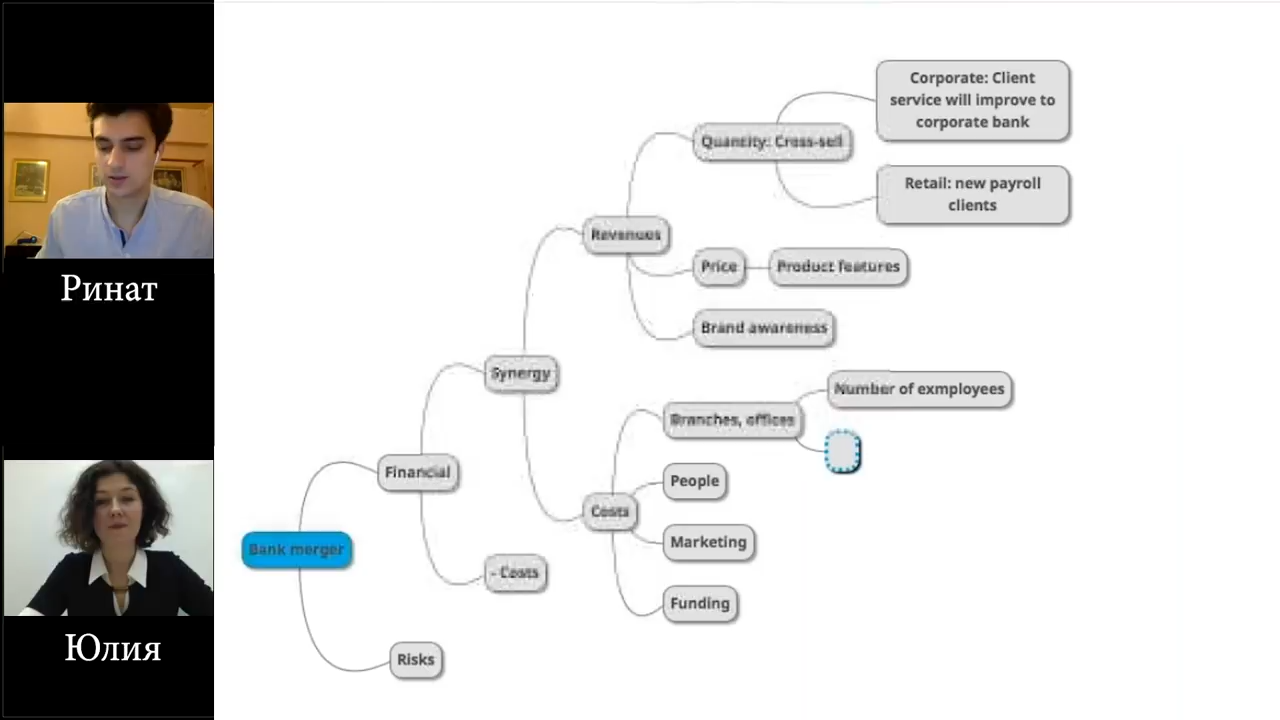 Ринат
Юлия
Corporate: Client
service will improve to
corporate bank
Quantity: Cross-sell
Retail: new payroll
clients
Revenues
Price
Product features
Brand awareness
Synergy
Number of exmployees
Branches, offices
Financial
People
Costs
Marketing
Bank merger
- Costs
Funding
Risks